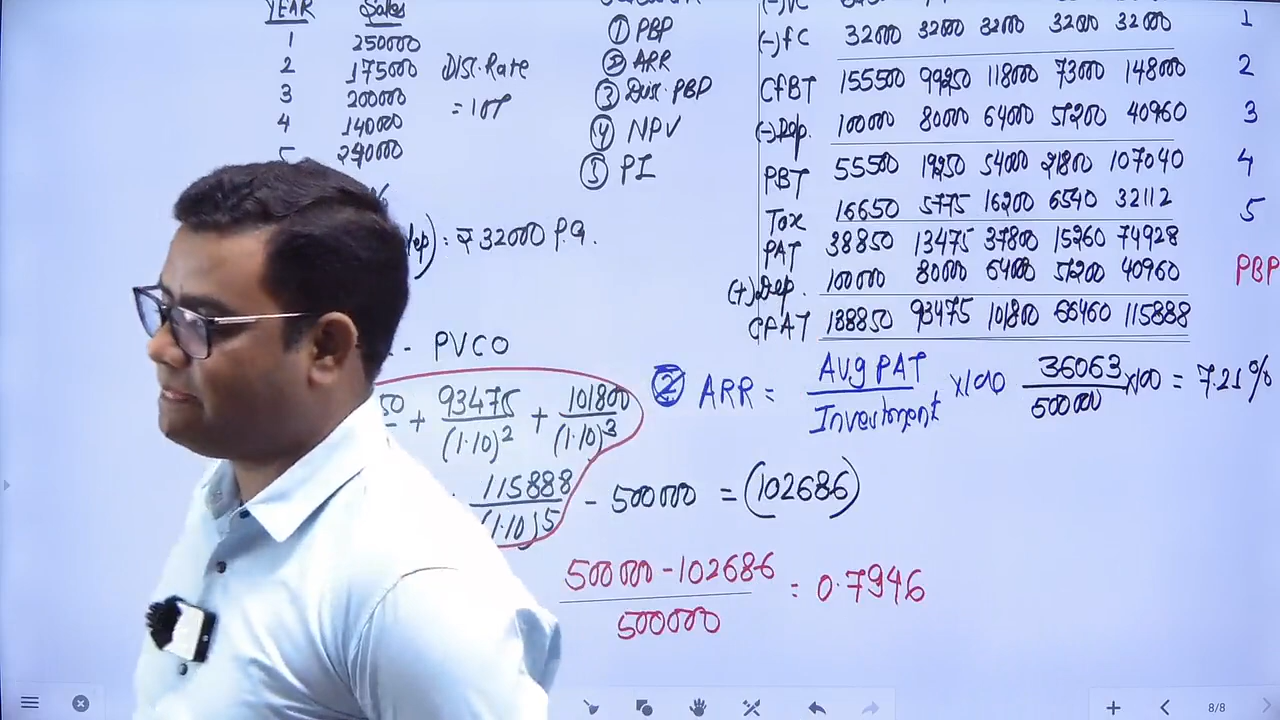 YEAR Sales
1 250000
2 175000
3 200000
4 140000
5 290000
Disc. Rate
= 10%
① PBP
② ARR
③ Disc. PBP
④ NPV
⑤ PI
dep) : ₹ 32000 P.a.
(-) VC
(-) FC 32000 32000 32000 32000 32000
CFBT 155500 99250 118000 73000 148000
(-) Dep. 100000 80000 64000 51200 40960
PBT 55500 19250 54000 21800 107040
Tax 16650 5775 16200 6540 32112
PAT 38850 13475 37800 15260 74928
(+) Dep. 100000 80000 64000 51200 40960
CFAT 138850 93475 101800 66460 115888
1
2
3
4
5
PBP
- PVCO
50 + 93475/(1.10)² + 101800/(1.10)³
115888/(1.10)5 - 500000 = (102686)
500000 - 102686/500000 = 0.7946
② ARR = Avg PAT/Investment × 100 36063/500000 × 100 = 7.21%
8/8